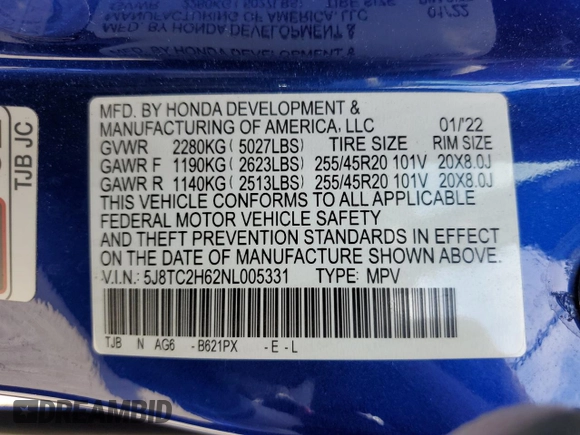 MFD. BY HONDA DEVELOPMENT &
MANUFACTURING OF AMERICA, LLC 01/'22
GVWR 2280KG(5027LBS) TIRE SIZE RIM SIZE
GAWR F 1190KG(2623LBS) 255/45R20 101V 20X8.0J
GAWR R 1140KG(2513LBS) 255/45R20 101V 20X8.0J
THIS VEHICLE CONFORMS TO ALL APPLICABLE
FEDERAL MOTOR VEHICLE SAFETY
AND THEFT PREVENTION STANDARDS IN EFFECT
ON THE DATE OF MANUFACTURE SHOWN ABOVE.
V.I.N.: 5J8TC2H62NL005331 TYPE: MPV
TJB N AG6 -B621PX -E-L
TJB JC
DREAMBID